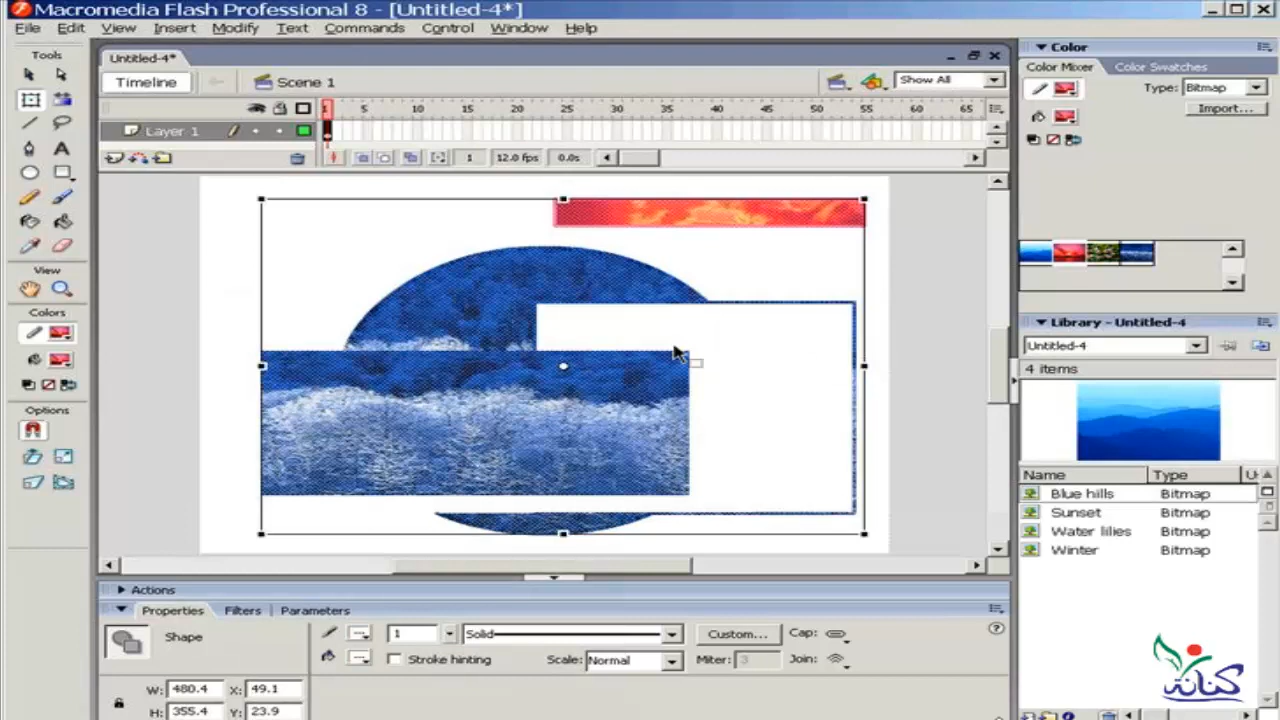 Macromedia Flash Professional 8 - [Untitled-4*]
File Edit View Insert Modify Text Commands Control Window Help
Tools
Untitled-4*
Timeline
Scene 1
Show All
5 10 15 20 25 30 35 40 45 50 55 60 65
Layer 1
1 12.0 fps 0.0s
View
Colors
Options
Color
Color Mixer Color Swatches
Type: Bitmap
Import...
Library - Untitled-4
Untitled-4
4 items
Name Type
Blue hills Bitmap
Sunset Bitmap
Water lilies Bitmap
Winter Bitmap
Actions
Properties Filters Parameters
Shape
1 Solid Custom... Cap:
Stroke hinting Scale: Normal Miter: 3 Join:
W: 480.4 X: 49.1
H: 355.4 Y: 23.9
كنانة